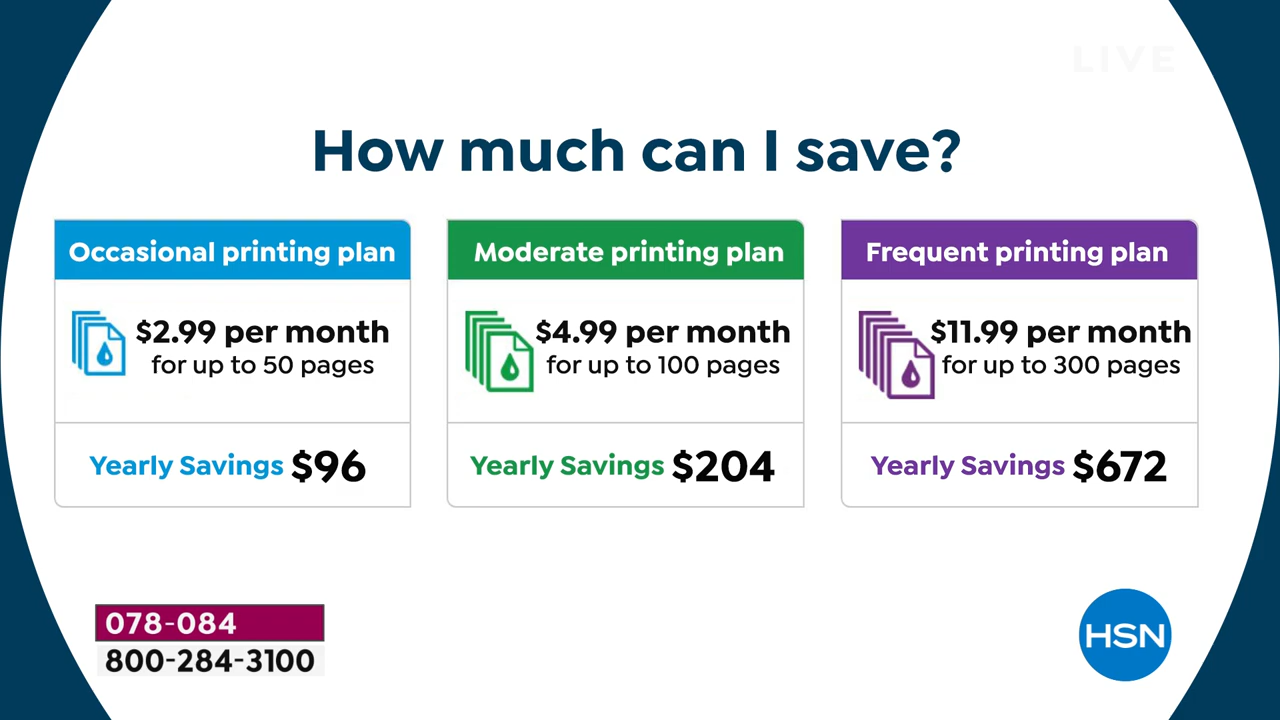 LIVE
How much can I save?
Occasional printing plan
$2.99 per month
for up to 50 pages
Yearly Savings $96
Moderate printing plan
$4.99 per month
for up to 100 pages
Yearly Savings $204
Frequent printing plan
$11.99 per month
for up to 300 pages
Yearly Savings $672
078-084
800-284-3100
HSN